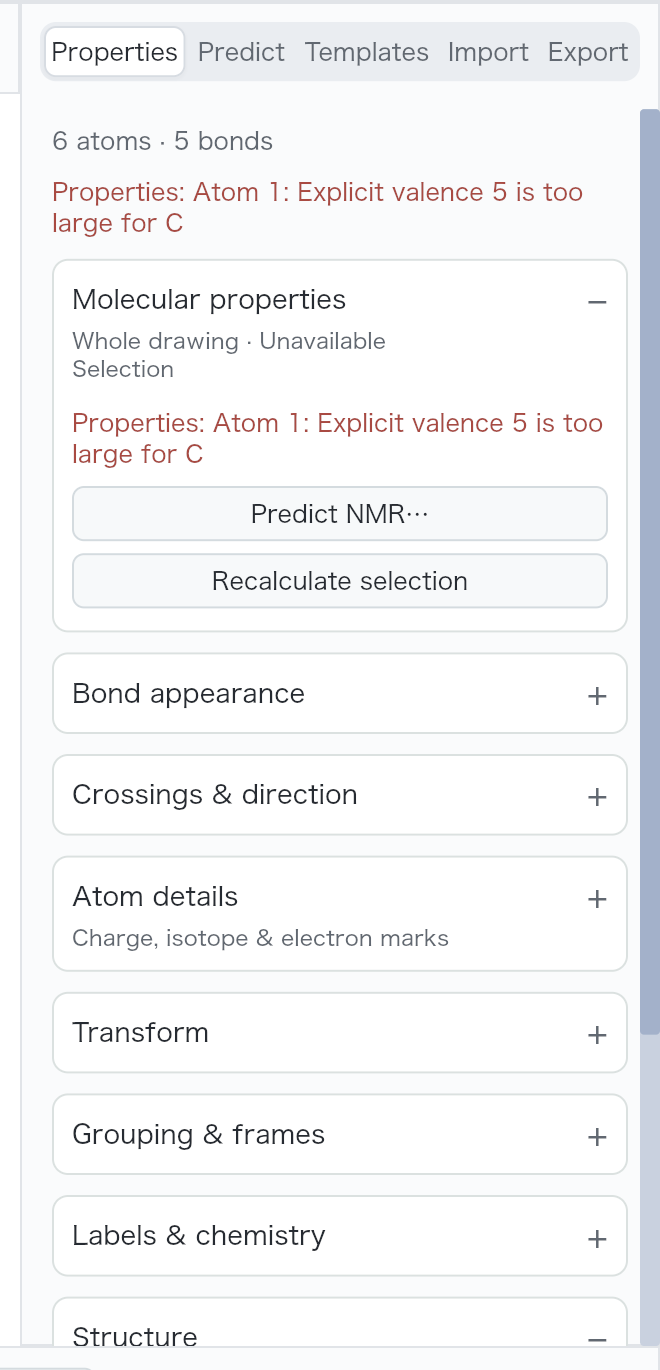 Properties Predict Templates Import Export
6 atoms · 5 bonds
Properties: Atom 1: Explicit valence 5 is too
large for C
Molecular properties −
Whole drawing · Unavailable
Selection
Properties: Atom 1: Explicit valence 5 is too
large for C
Predict NMR…
Recalculate selection
Bond appearance +
Crossings & direction +
Atom details +
Charge, isotope & electron marks
Transform +
Grouping & frames +
Labels & chemistry +
Structure −